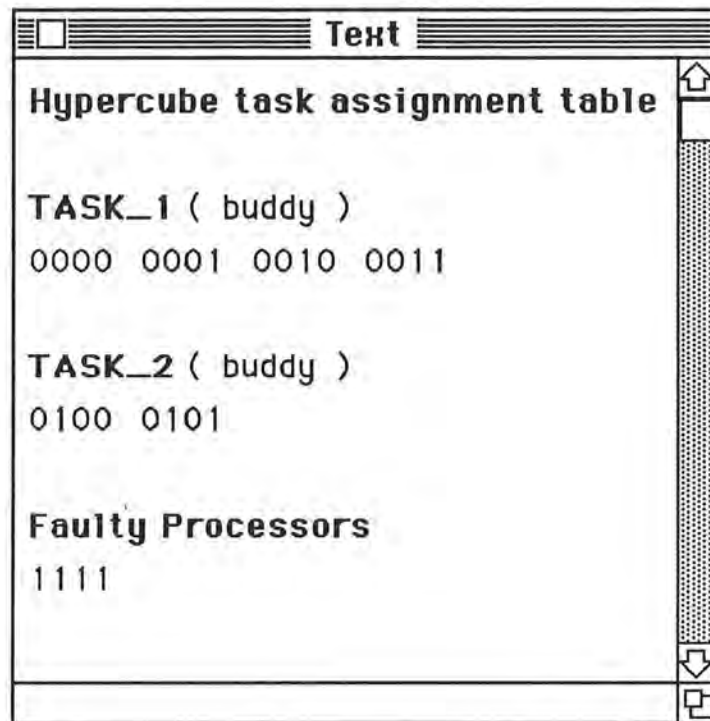 Text
Hypercube task assignment table
TASK_1 ( buddy )
0000 0001 0010 0011
TASK_2 ( buddy )
0100 0101
Faulty Processors
1111